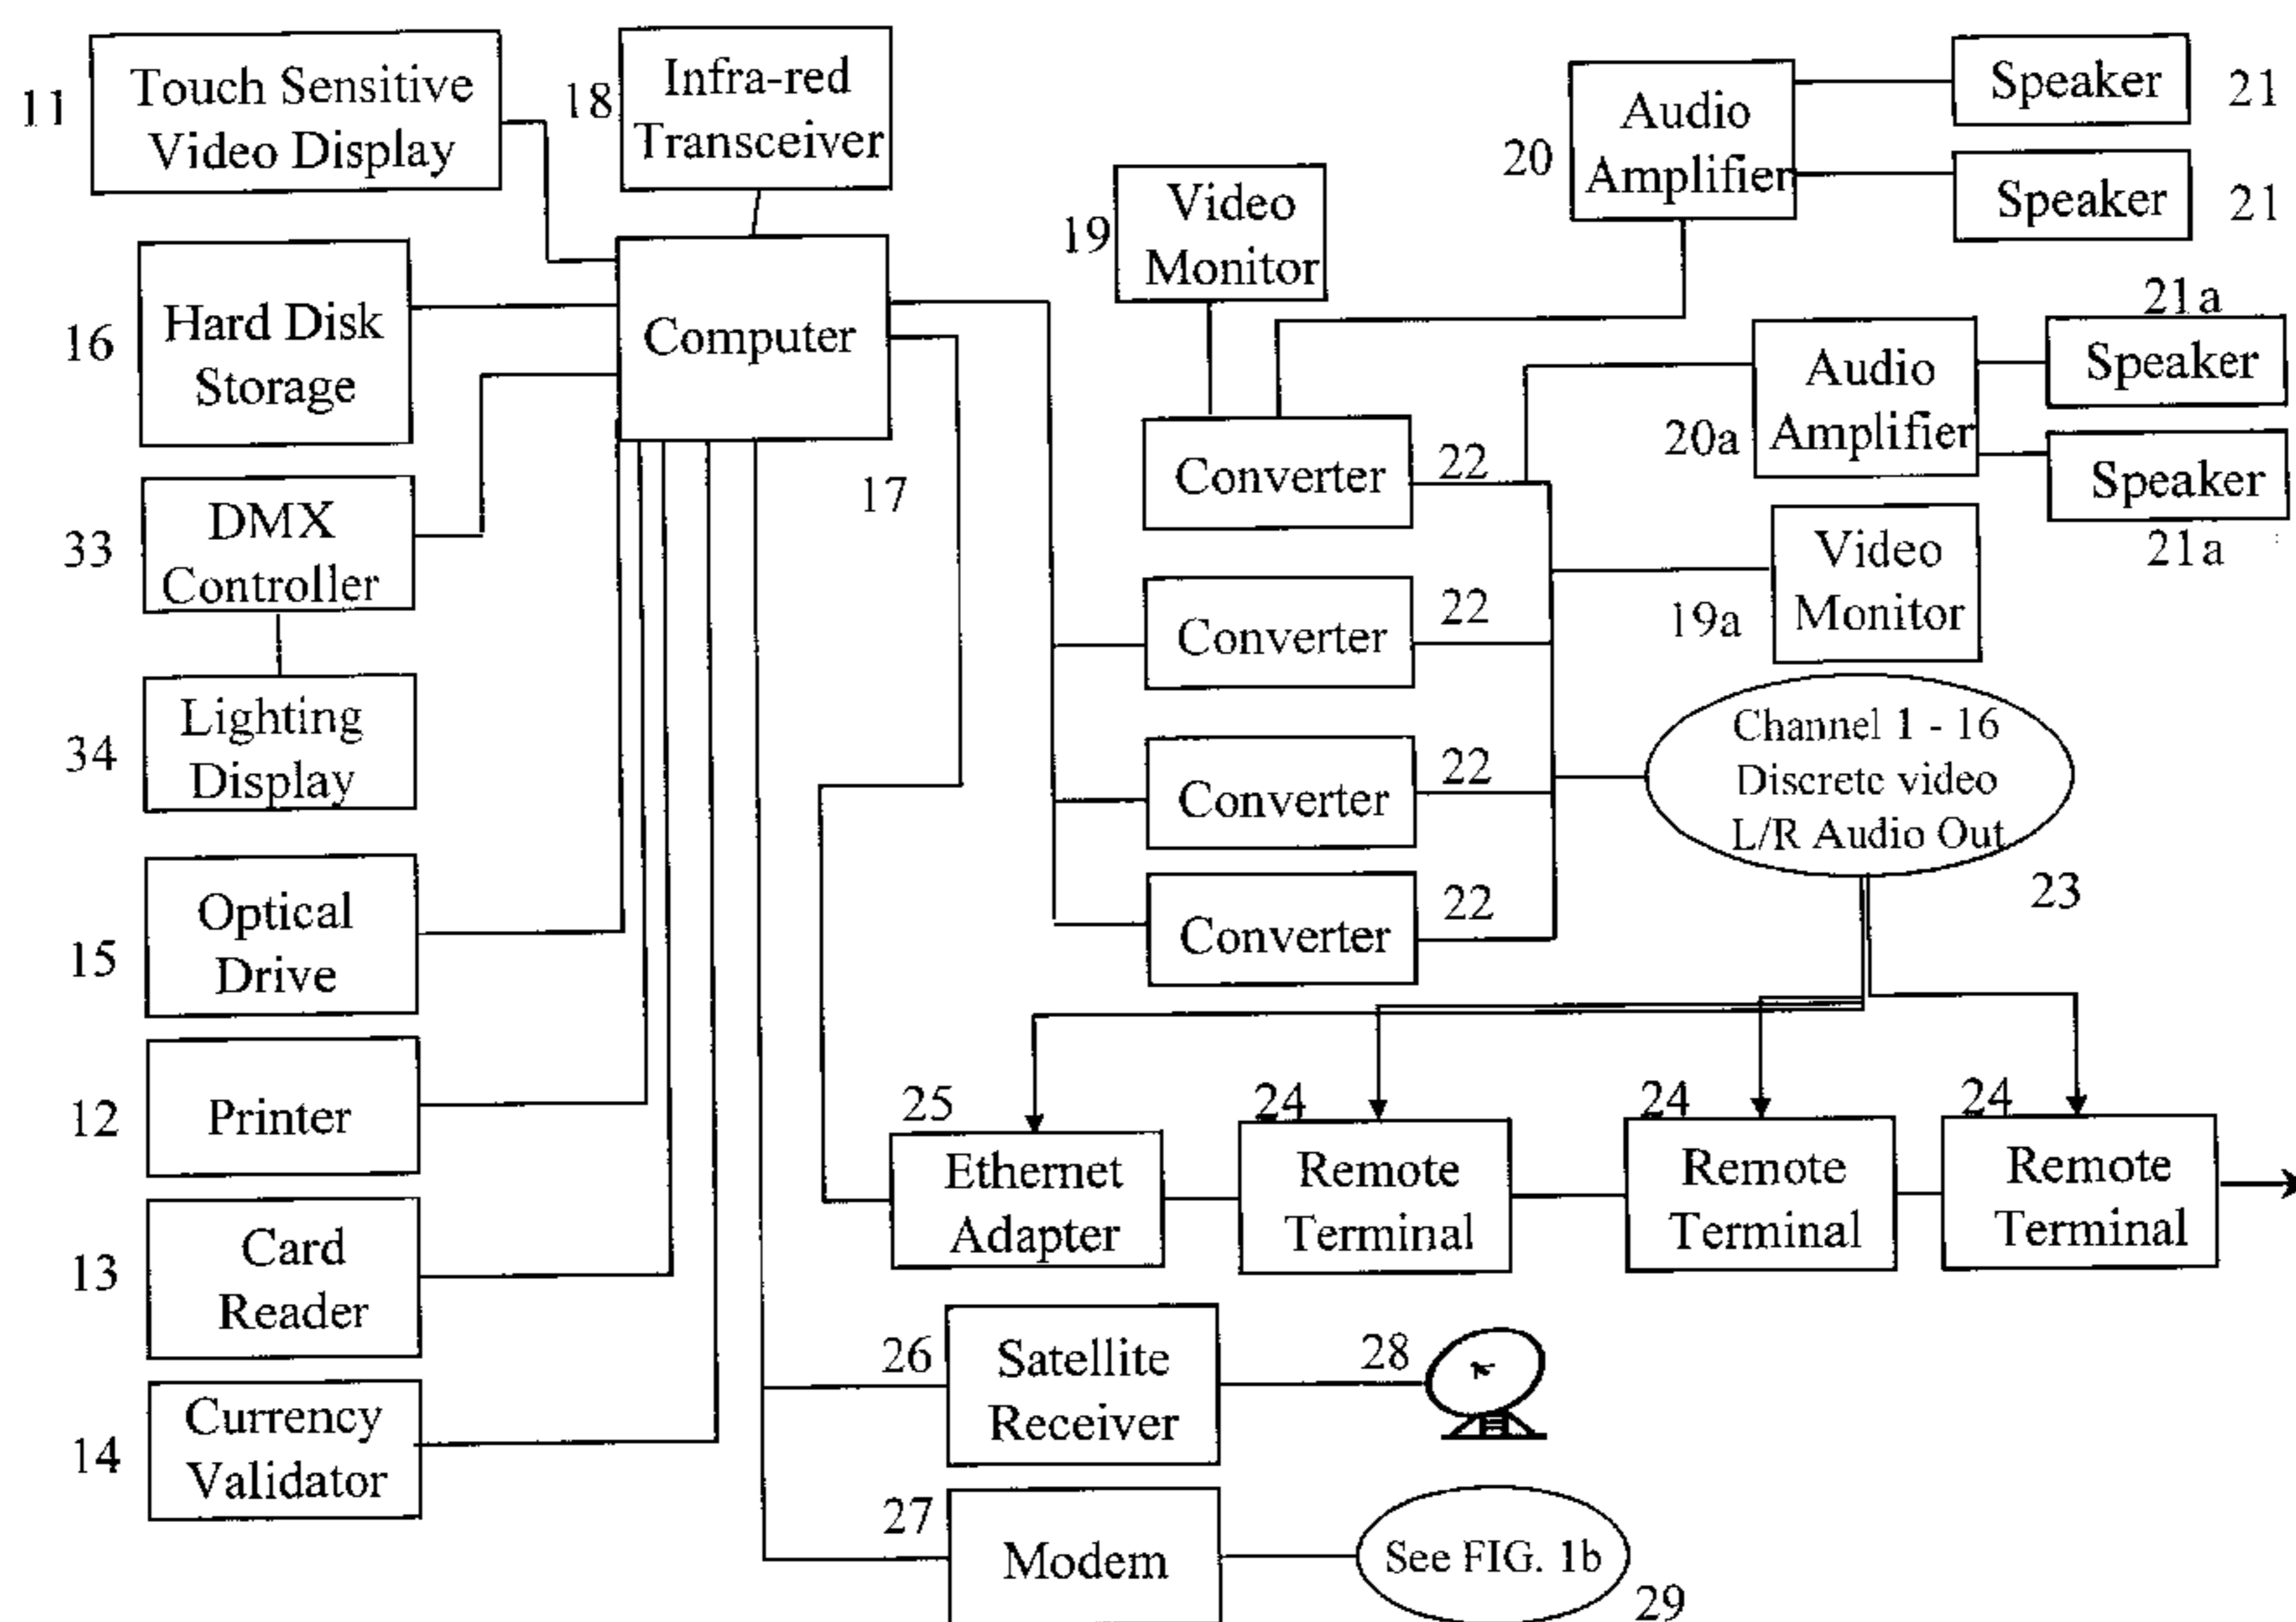 11
Touch Sensitive
Video Display
18
Infra-red
Transceiver
16
Hard Disk
Storage
Computer
17
33
DMX
Controller
34
Lighting
Display
15
Optical
Drive
12
Printer
13
Card
Reader
14
Currency
Validator
19
Video
Monitor
20
Audio
Amplifier
Speaker
21
Speaker
21
20a
Audio
Amplifier
21a
Speaker
Speaker
21a
Converter
22
Converter
22
Converter
22
Converter
22
19a
Video
Monitor
Channel 1 - 16
Discrete video
L/R Audio Out
23
25
Ethernet
Adapter
24
Remote
Terminal
24
Remote
Terminal
24
Remote
Terminal
26
Satellite
Receiver
28
27
Modem
See FIG. 1b
29